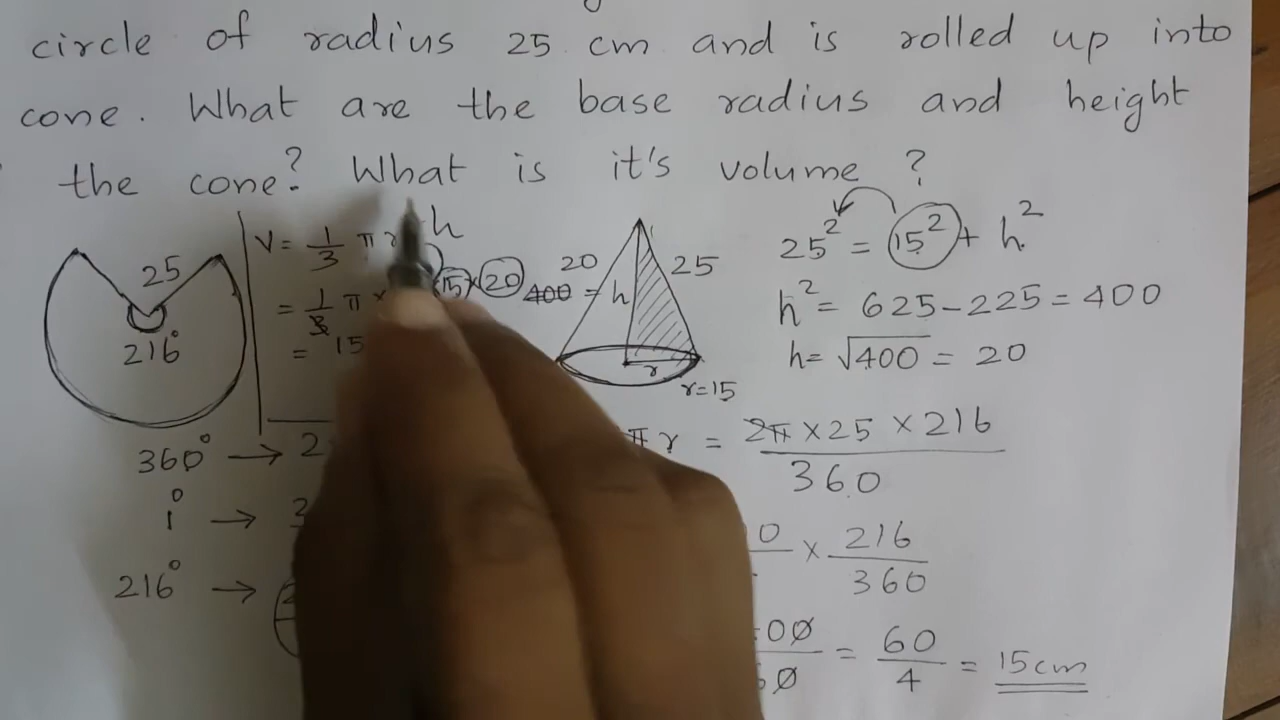 circle of radius 25 cm and is rolled up into
cone. What are the base radius and height
the cone? What is it's volume ?
25
216°
V = 1/3 π h
= 1/3 π × 15 × 20
= 15
20
400 = h
25
r
r=15
25² = 15² + h²
h² = 625 - 225 = 400
h = √400 = 20
360° → 2
1° →
216° →
π r = 2π × 25 × 216 / 360
0 × 216 / 360
00 / 0 = 60 / 4 = 15cm